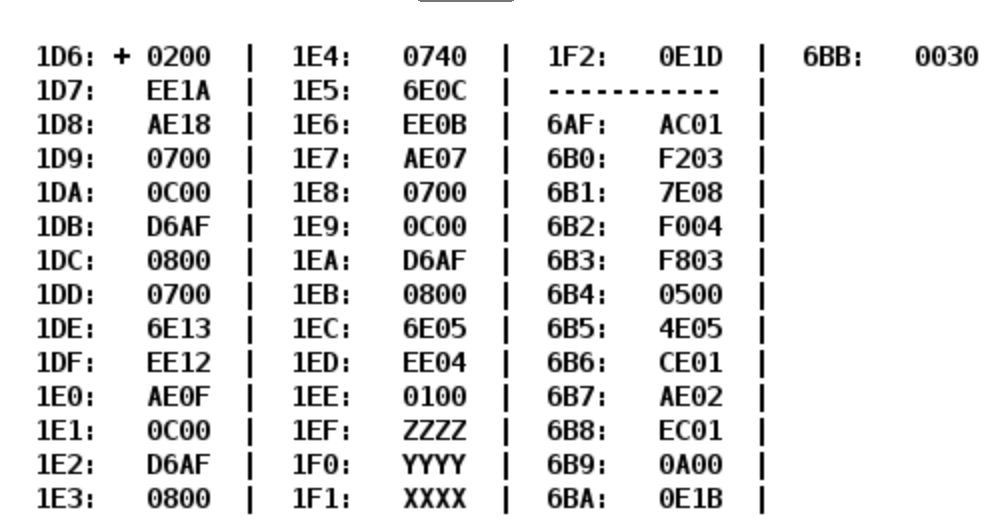 1D6: + 0200 | 1E4: 0740 | 1F2: 0E1D | 6BB: 0030
1D7: EE1A | 1E5: 6E0C | ----------- |
1D8: AE18 | 1E6: EE0B | 6AF: AC01 |
1D9: 0700 | 1E7: AE07 | 6B0: F203 |
1DA: 0C00 | 1E8: 0700 | 6B1: 7E08 |
1DB: D6AF | 1E9: 0C00 | 6B2: F004 |
1DC: 0800 | 1EA: D6AF | 6B3: F803 |
1DD: 0700 | 1EB: 0800 | 6B4: 0500 |
1DE: 6E13 | 1EC: 6E05 | 6B5: 4E05 |
1DF: EE12 | 1ED: EE04 | 6B6: CE01 |
1E0: AE0F | 1EE: 0100 | 6B7: AE02 |
1E1: 0C00 | 1EF: ZZZZ | 6B8: EC01 |
1E2: D6AF | 1F0: YYYY | 6B9: 0A00 |
1E3: 0800 | 1F1: XXXX | 6BA: 0E1B |